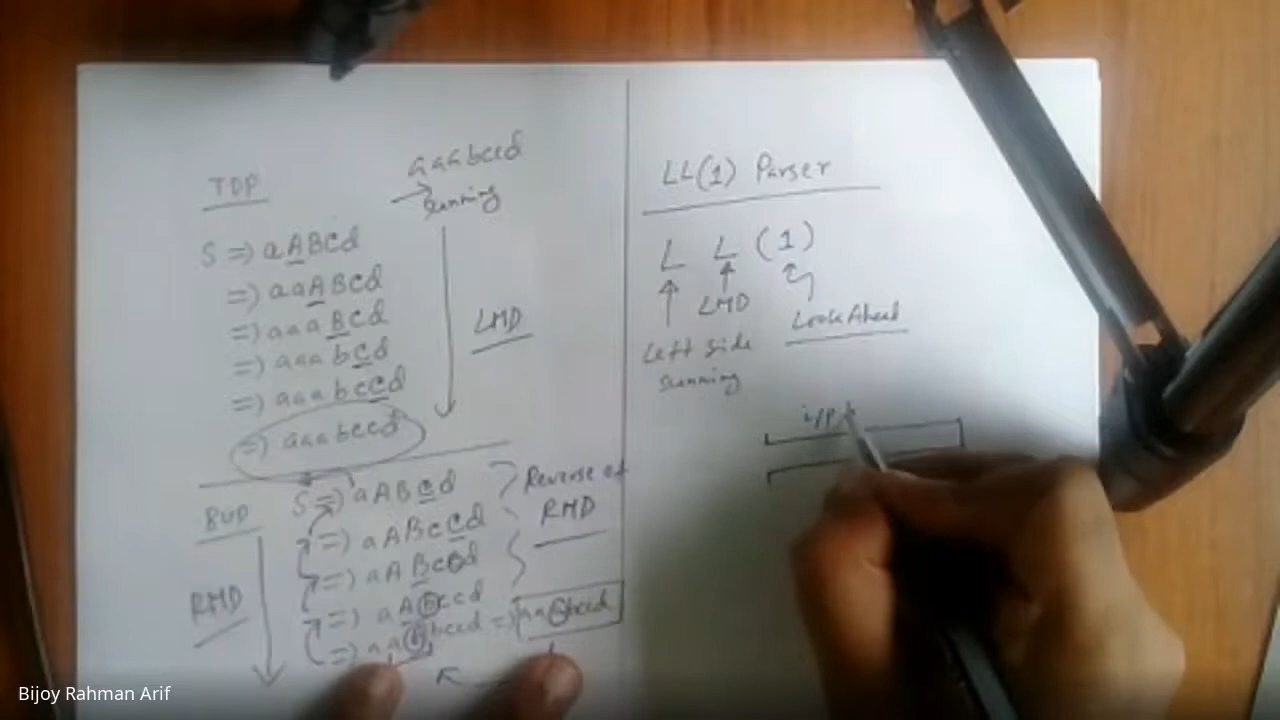 TDP
aaabccd
scanning
S => aABCd
=> aaABCd
=> aaaBCd
=> aaabCd
=> aaabcCd
=> aaabccd
LMD
BUP
RMD
S => aABCd
=> aABcCd
=> aABccd
=> aAbccd
Reverse of
RMD
LL(1) Parser
L L (1)
LMD
LookAhead
Left side
scanning
i/p
Bijoy Rahman Arif